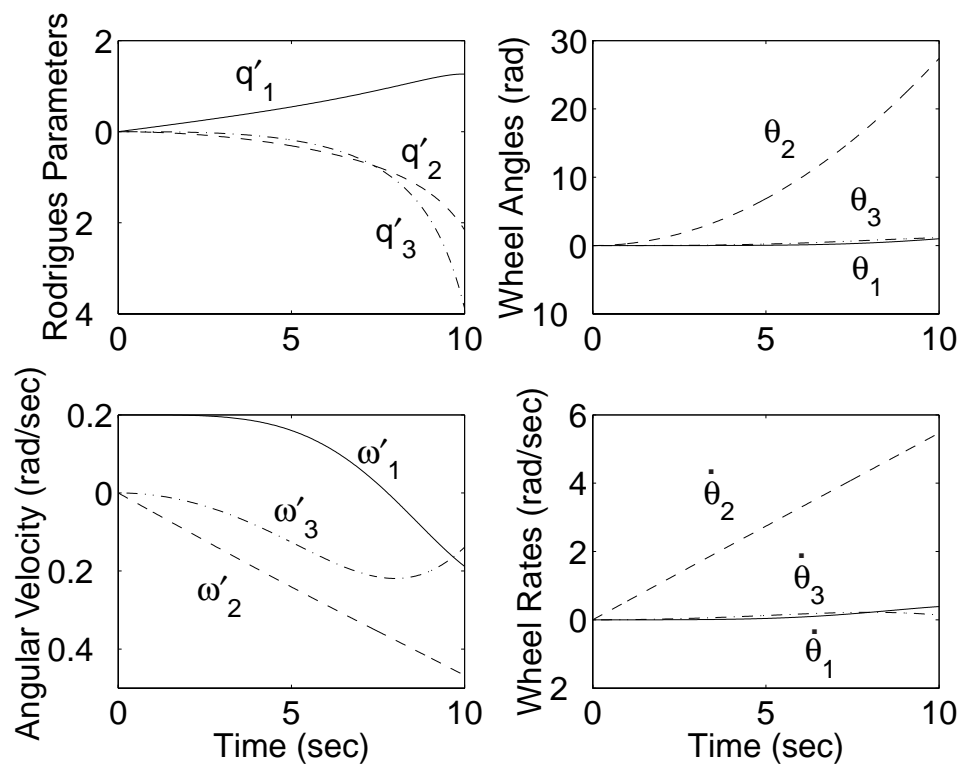 Rodrigues Parameters
2
0
2
4
0
5
10
q′1
q′2
q′3
Wheel Angles (rad)
30
20
10
0
10
0
5
10
θ2
θ3
θ1
Angular Velocity (rad/sec)
0.2
0
0.2
0.4
0
5
10
Time (sec)
ω′1
ω′3
ω′2
Wheel Rates (rad/sec)
6
4
2
0
2
0
5
10
Time (sec)
θ̇2
θ̇3
θ̇1